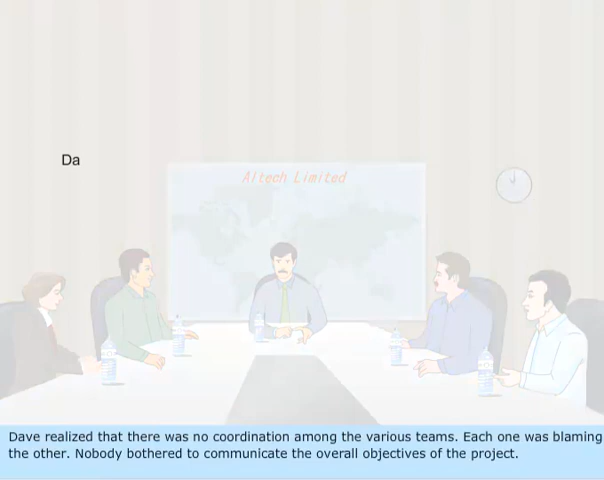 Da
Altech Limited
Dave realized that there was no coordination among the various teams. Each one was blaming
the other. Nobody bothered to communicate the overall objectives of the project.